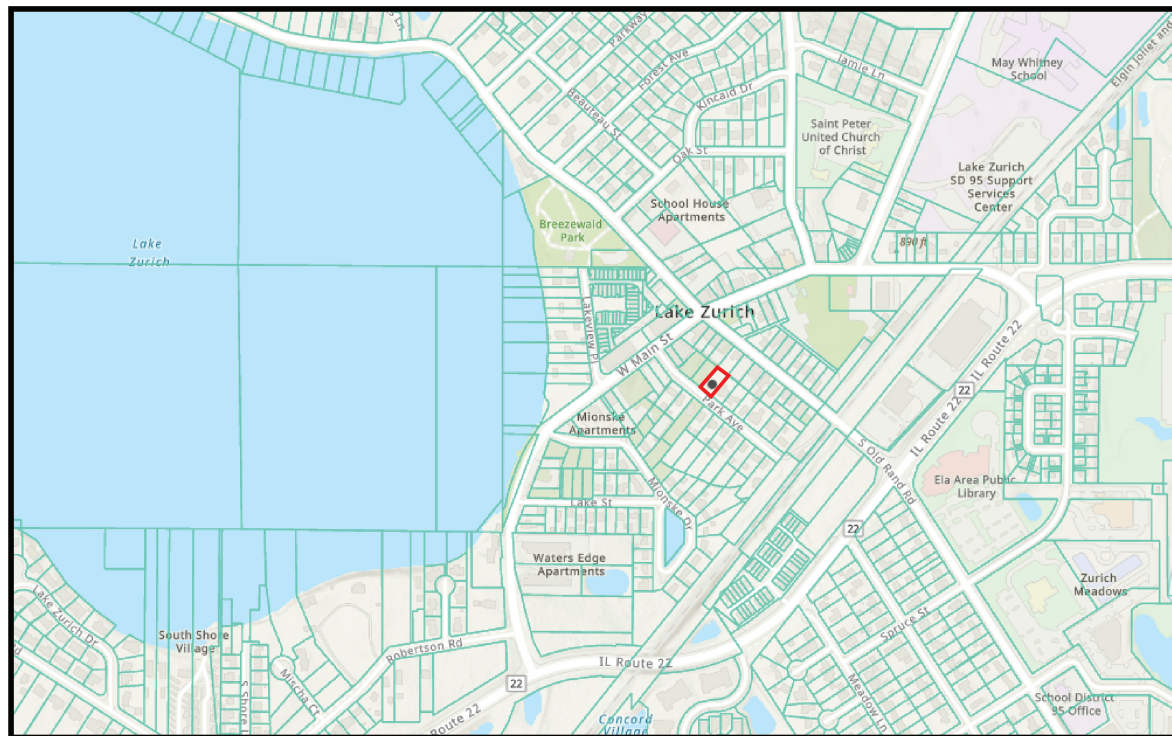 s Ln
Parkway
Forest Ave
Beauteau St
Kincaid Dr
Oak St
Jamie Ln
May Whitney
School
Elgin Joliet and
Saint Peter
United Church
of Christ
Lake Zurich
SD 95 Support
Services
Center
School House
Apartments
Breezewald
Park
890 ft
Lake
Zurich
Lakeview Pl
Lake Zurich
W Main St
IL Route 22
22
Park Ave
Mionske
Apartments
S Old Rand Rd
IL Route 22
Ela Area Public
Library
Mionske Dr
Lake St
22
Waters Edge
Apartments
Zurich
Meadows
Lake Zurich Dr
South Shore
Village
Spruce St
Robertson Rd
IL Route 22
Rd
S Shore L
Mischa Ct
22
Meadow Ln
School District
95 Office
Route 22
Concord
Village